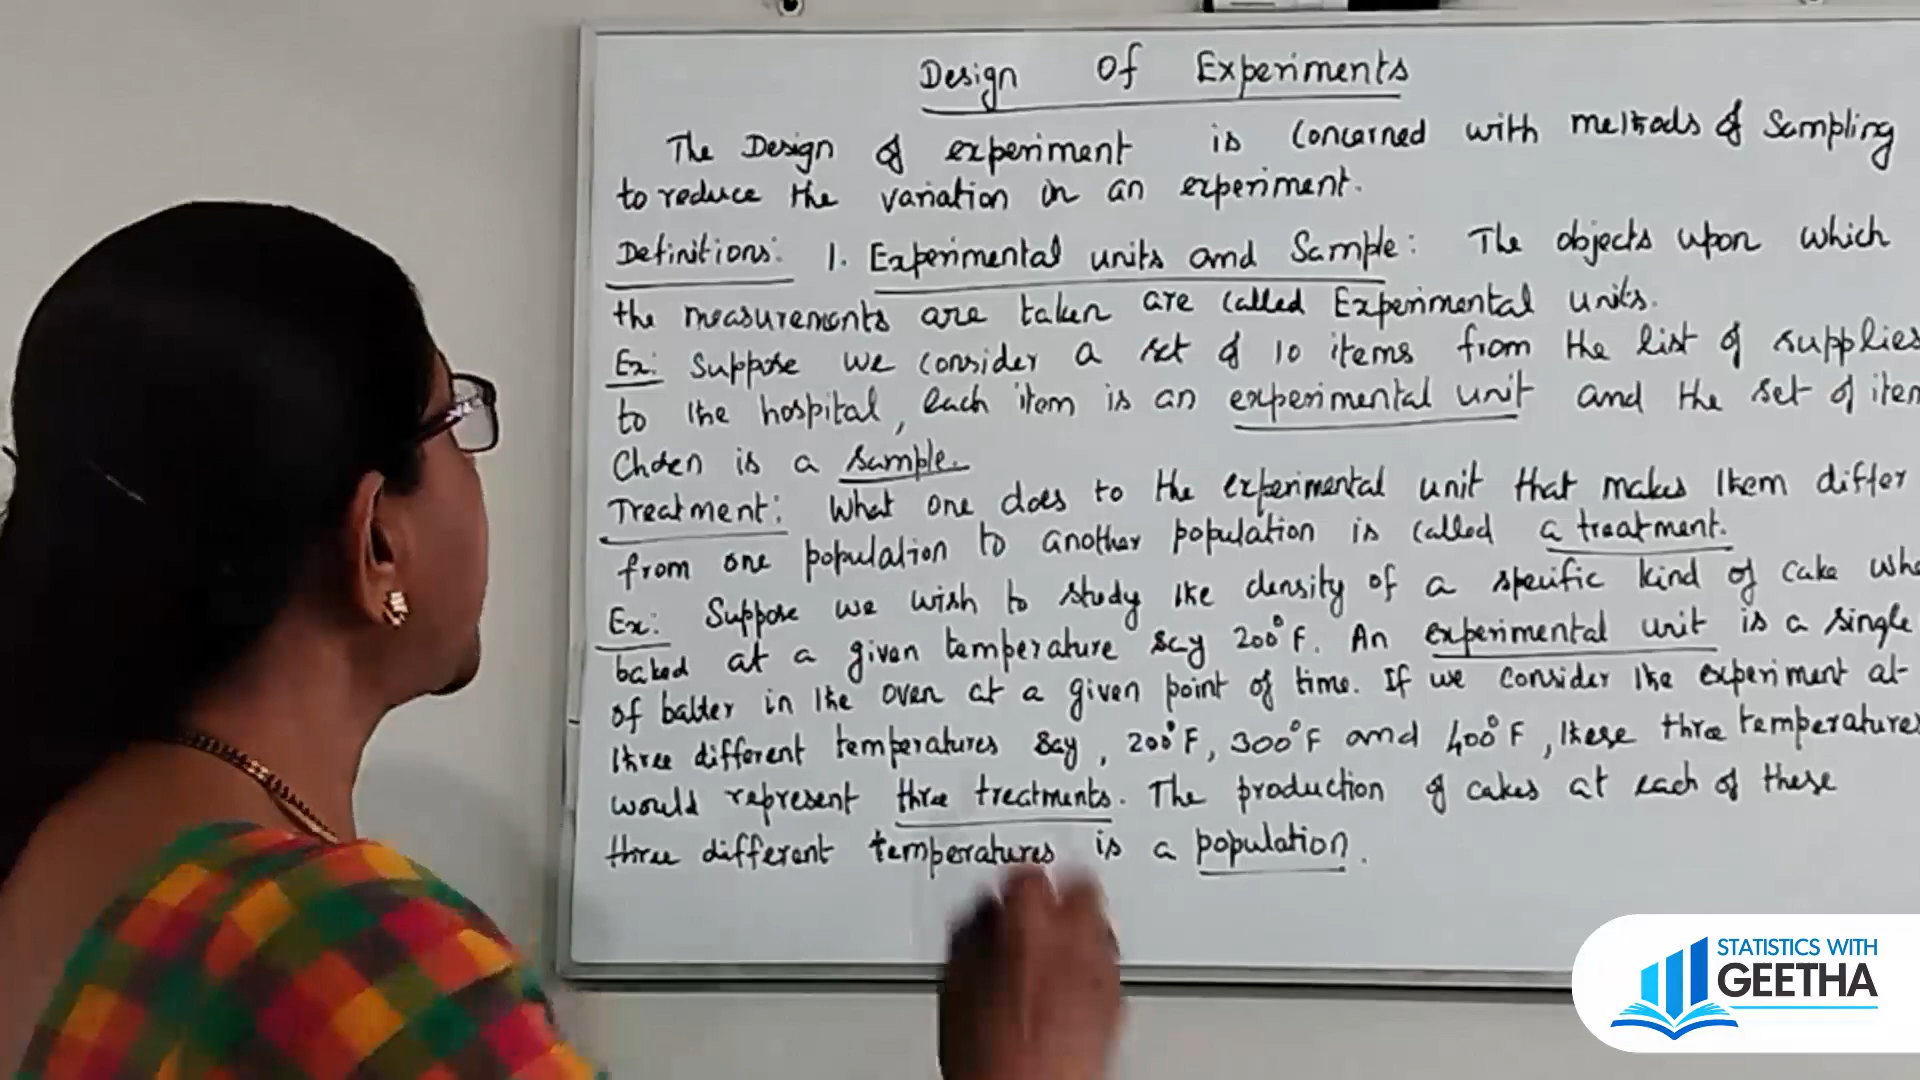 Design Of Experiments
The Design of experiment is concerned with methods of Sampling
to reduce the variation in an experiment.
Definitions: 1. Experimental units and Sample: The objects upon which
the measurements are taken are called Experimental units.
Ex: Suppose we consider a set of 10 items from the list of supplies
to the hospital, each item is an experimental unit and the set of item
Chosen is a sample.
Treatment: What one does to the experimental unit that makes them differ
from one population to another population is called a treatment.
Ex: Suppose we wish to study the density of a specific kind of cake whe
baked at a given temperature say 200°F. An experimental unit is a single
of batter in the oven at a given point of time. If we consider the experiment at
three different temperatures say, 200°F, 300°F and 400°F, these three temperatures
would represent three treatments. The production of cakes at each of these
three different temperatures is a population.
STATISTICS WITH
GEETHA